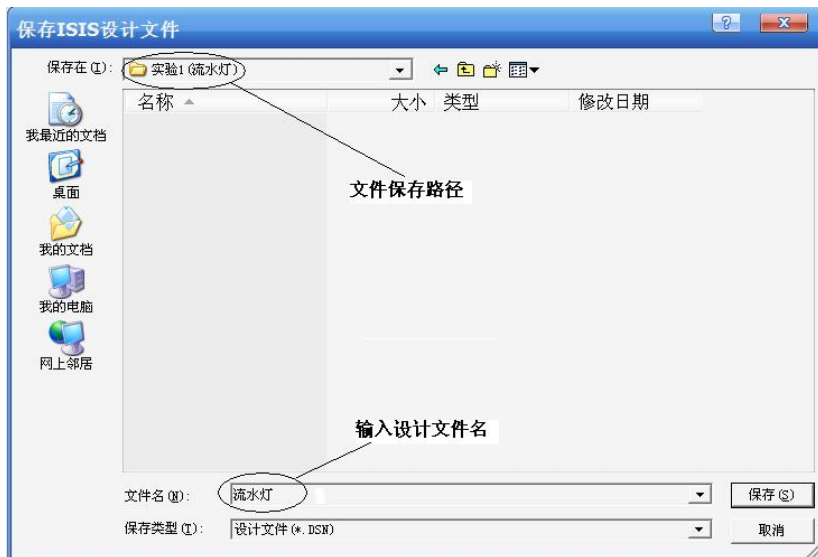 保存ISIS设计文件
保存在(I):
实验1(流水灯)
名称 大小 类型 修改日期
我最近的文档
桌面
文件保存路径
我的文档
我的电脑
网上邻居
输入设计文件名
文件名(N): 流水灯 保存(S)
保存类型(T): 设计文件(*.DSN) 取消